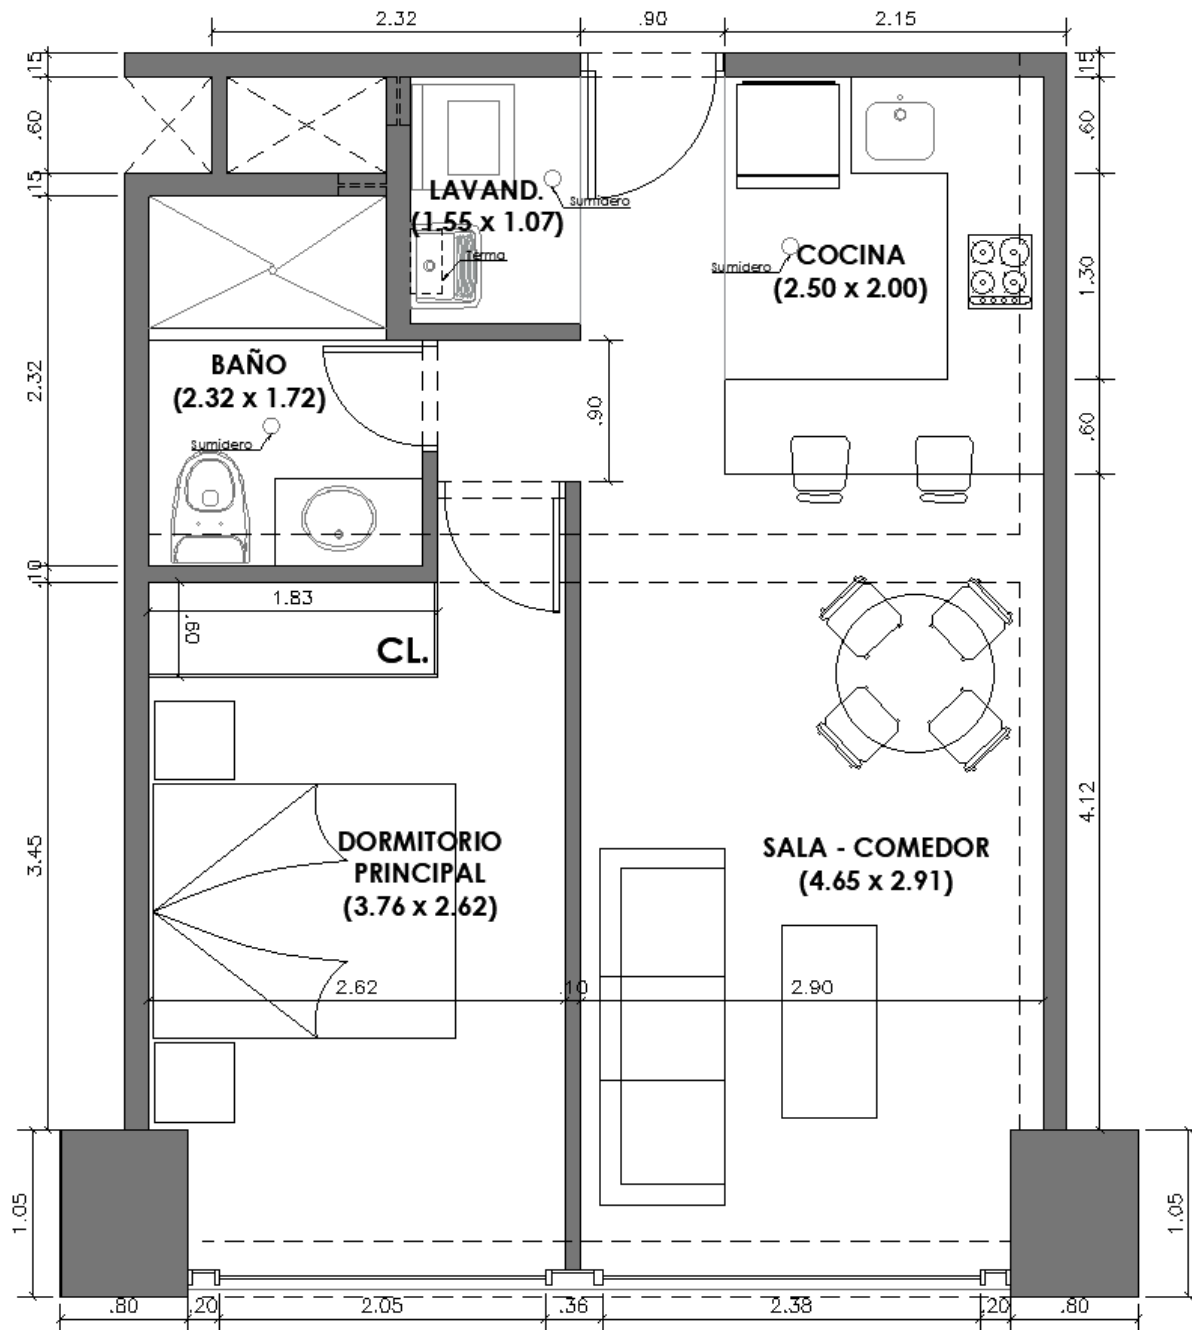 2.32
.90
2.15
.15
.15
.60
.60
.15
LAVAND.
(1.55 x 1.07)
Sumidero
Terma
Sumidero
COCINA
(2.50 x 2.00)
1.30
BAÑO
(2.32 x 1.72)
Sumidero
2.32
.90
.60
.10
1.83
.60
CL.
DORMITORIO
PRINCIPAL
(3.76 x 2.62)
SALA - COMEDOR
(4.65 x 2.91)
3.45
4.12
2.62
.10
2.90
1.05
1.05
.80
.20
2.05
.36
2.38
.20
.80